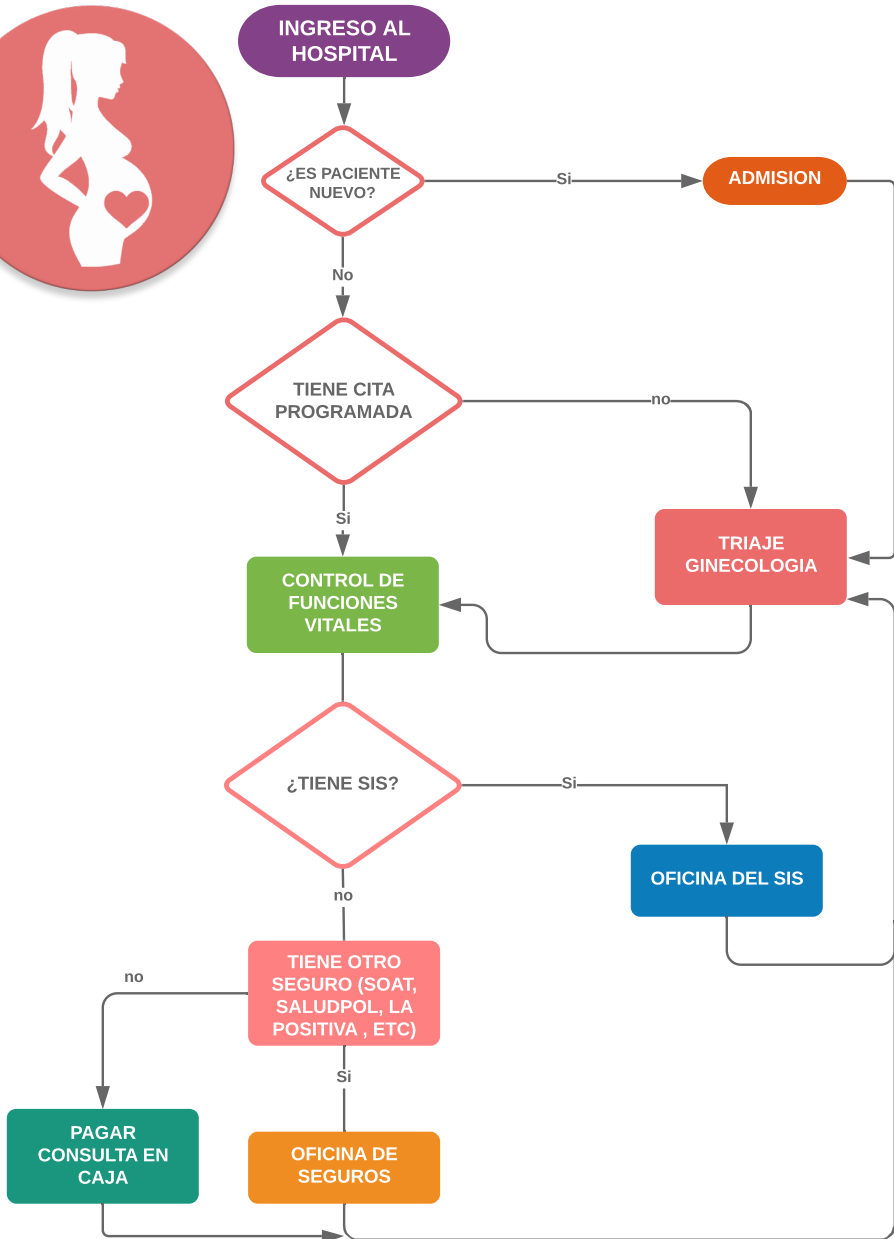 INGRESO AL
HOSPITAL
¿ES PACIENTE
NUEVO?
Si
ADMISION
No
TIENE CITA
PROGRAMADA
no
Si
TRIAJE
GINECOLOGIA
CONTROL DE
FUNCIONES
VITALES
¿TIENE SIS?
Si
OFICINA DEL SIS
no
TIENE OTRO
SEGURO (SOAT,
SALUDPOL, LA
POSITIVA , ETC)
no
Si
PAGAR
CONSULTA EN
CAJA
OFICINA DE
SEGUROS